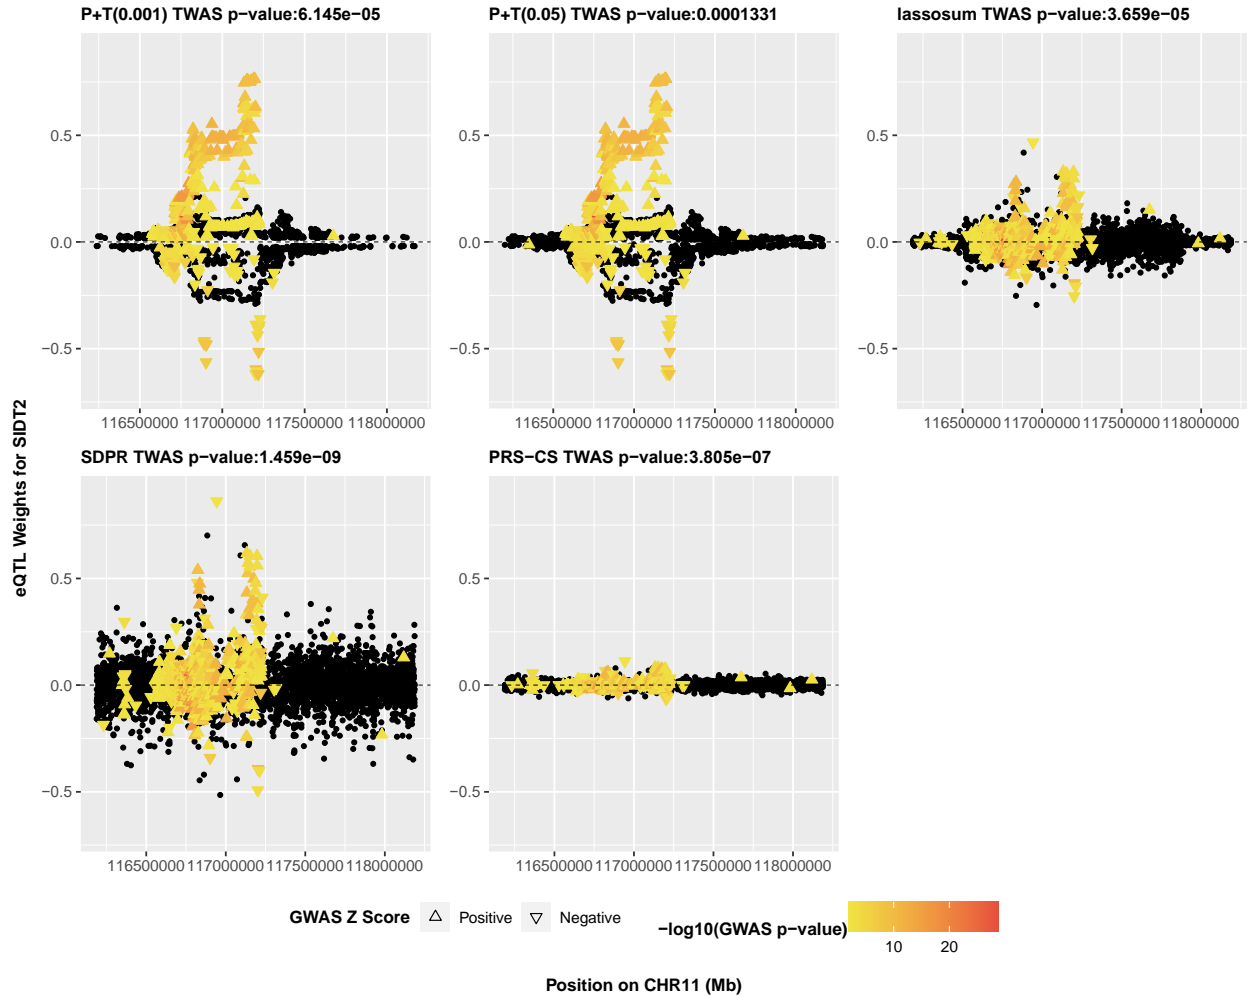 P+T(0.001) TWAS p−value:6.145e−05
P+T(0.05) TWAS p−value:0.0001331
lassosum TWAS p−value:3.659e−05
0.5
0.0
−0.5
0.5
0.0
−0.5
0.5
0.0
−0.5
116500000 117000000 117500000 118000000
116500000 117000000 117500000 118000000
116500000 117000000 117500000 118000000
eQTL Weights for SIDT2
SDPR TWAS p−value:1.459e−09
PRS−CS TWAS p−value:3.805e−07
0.5
0.0
−0.5
0.5
0.0
−0.5
116500000 117000000 117500000 118000000
116500000 117000000 117500000 118000000
GWAS Z Score Positive Negative
−log10(GWAS p−value)
10 20
Position on CHR11 (Mb)